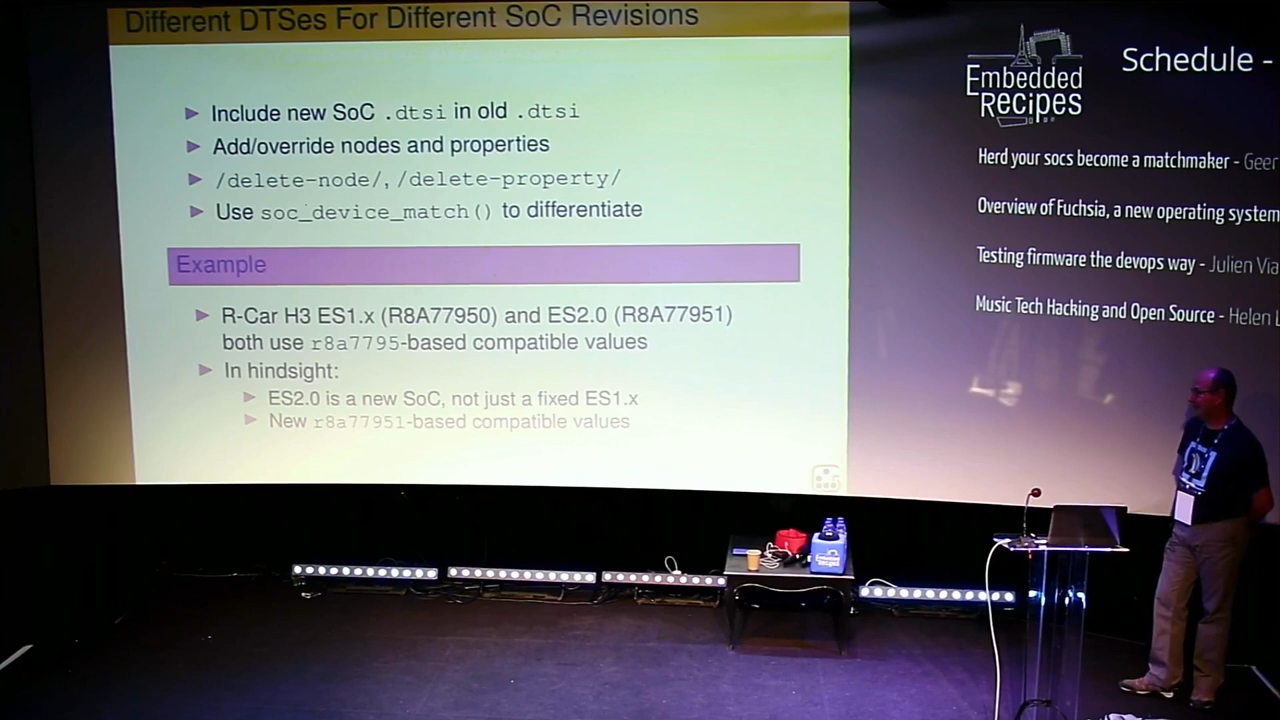 Different DTSes For Different SoC Revisions
Include new SoC .dtsi in old .dtsi
Add/override nodes and properties
/delete-node/, /delete-property/
Use soc_device_match() to differentiate
Example
R-Car H3 ES1.x (R8A77950) and ES2.0 (R8A77951)
both use r8a7795-based compatible values
In hindsight:
ES2.0 is a new SoC, not just a fixed ES1.x
New r8a77951-based compatible values
Embedded
Recipes
Schedule -
Herd your socs become a matchmaker - Geer
Overview of Fuchsia, a new operating system
Testing firmware the devops way - Julien Via
Music Tech Hacking and Open Source - Helen L
Embedded
Recipes